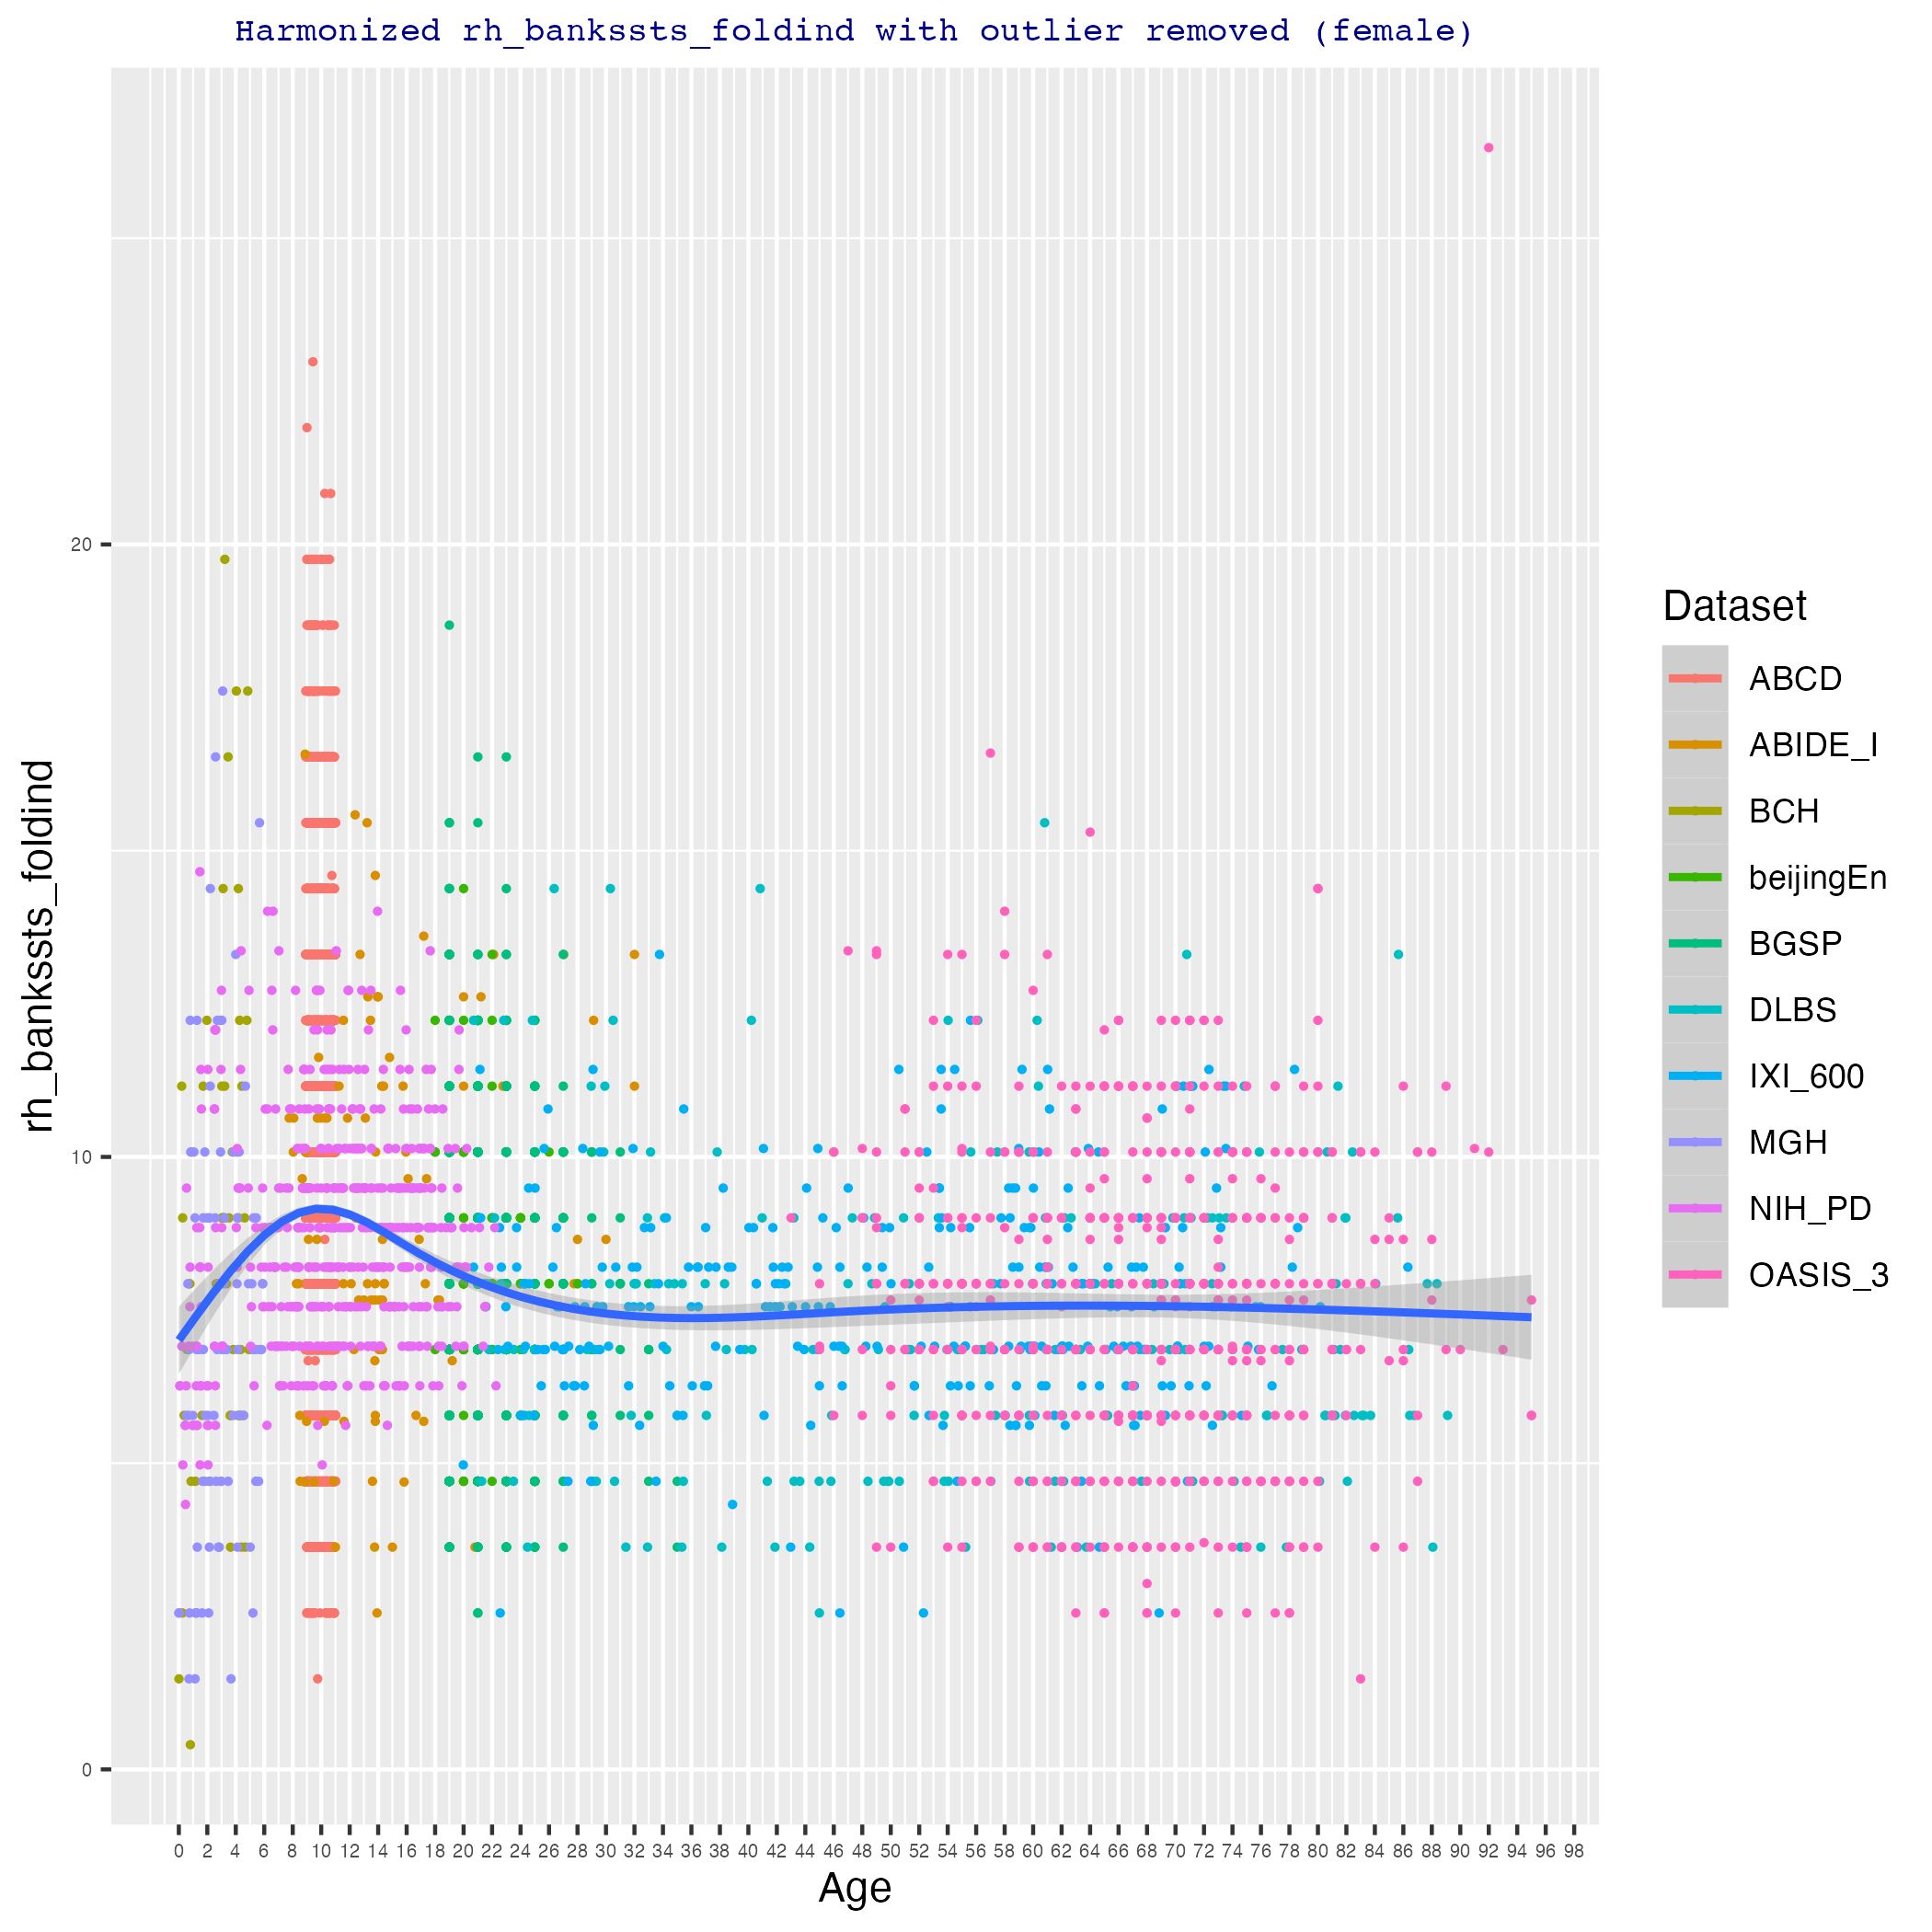 Harmonized rh_bankssts_foldind with outlier removed (female)
rh_bankssts_foldind
20
10
0
0 2 4 6 8 10 12 14 16 18 20 22 24 26 28 30 32 34 36 38 40 42 44 46 48 50 52 54 56 58 60 62 64 66 68 70 72 74 76 78 80 82 84 86 88 90 92 94 96 98
Age
Dataset
ABCD
ABIDE_I
BCH
beijingEn
BGSP
DLBS
IXI_600
MGH
NIH_PD
OASIS_3